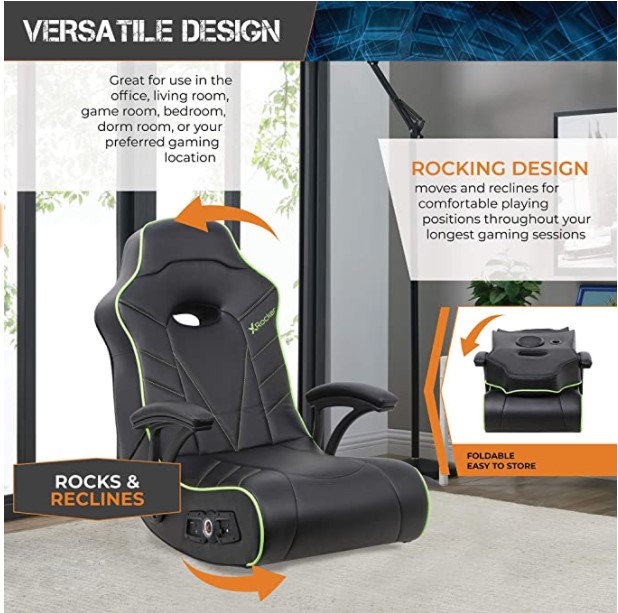 VERSATILE DESIGN
Great for use in the
office, living room,
game room, bedroom,
dorm room, or your
preferred gaming
location
ROCKING DESIGN
moves and reclines for
comfortable playing
positions throughout your
longest gaming sessions
XRocker
FOLDABLE
EASY TO STORE
ROCKS &
RECLINES